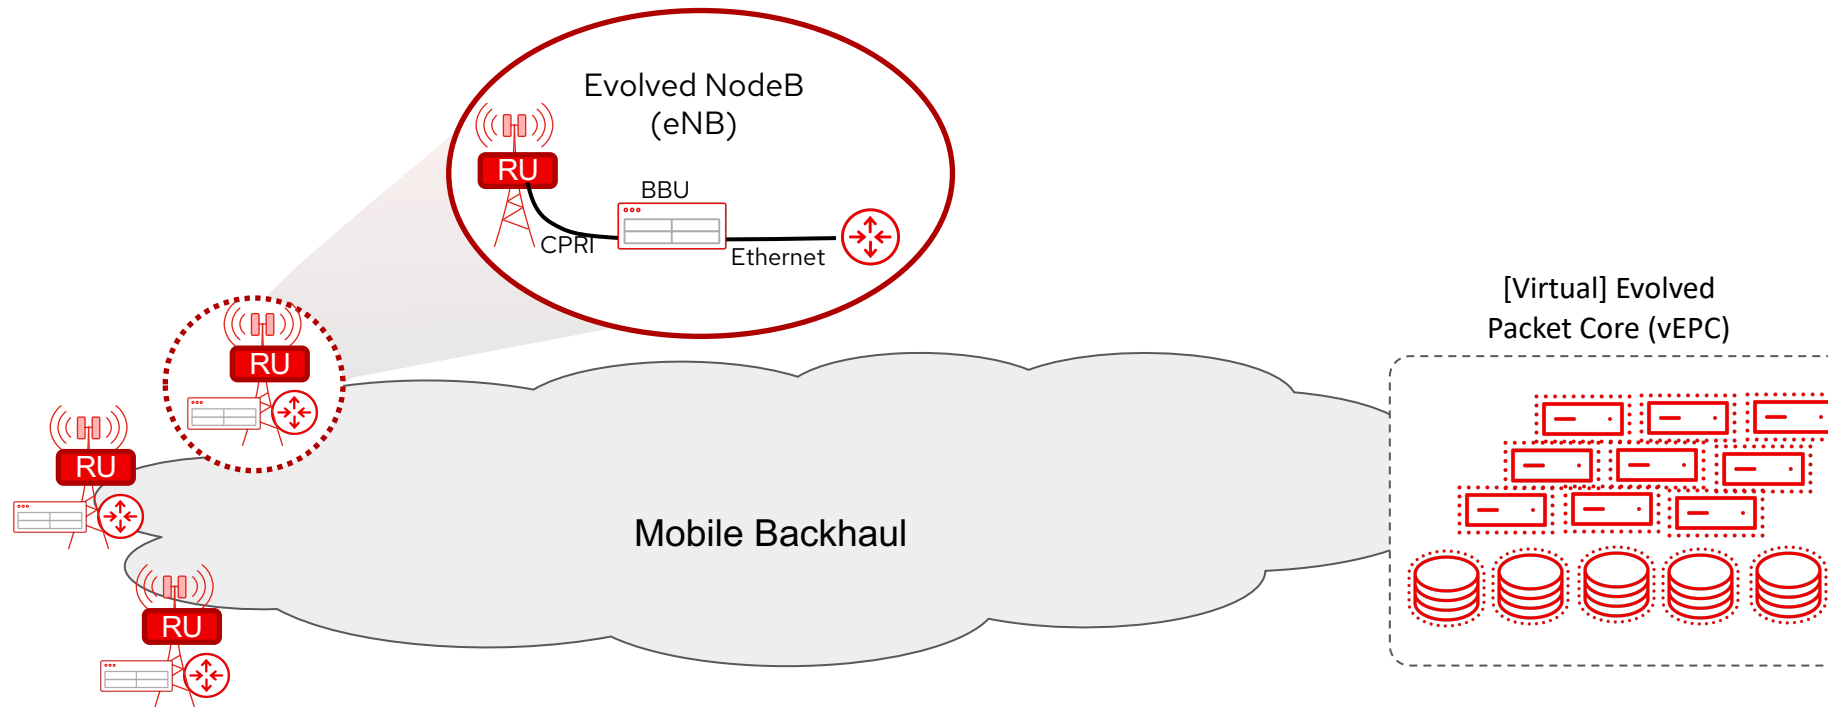 Evolved NodeB
(eNB)
RU
BBU
CPRI
Ethernet
[Virtual] Evolved
Packet Core (vEPC)
RU
RU
Mobile Backhaul
RU